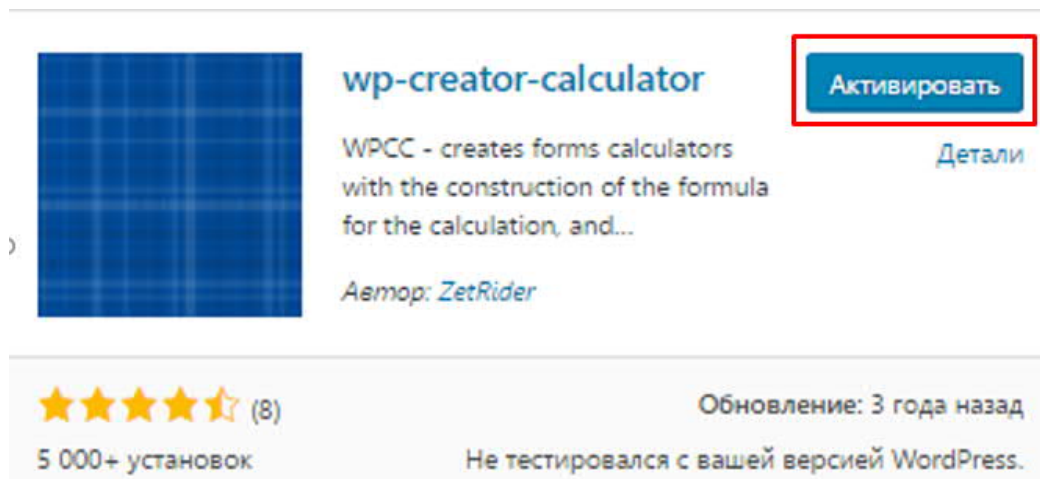 wp-creator-calculator
Активировать
WPCC - creates forms calculators
with the construction of the formula
for the calculation, and...
Детали
Автор: ZetRider
(8)
Обновление: 3 года назад
5 000+ установок
Не тестировался с вашей версией WordPress.